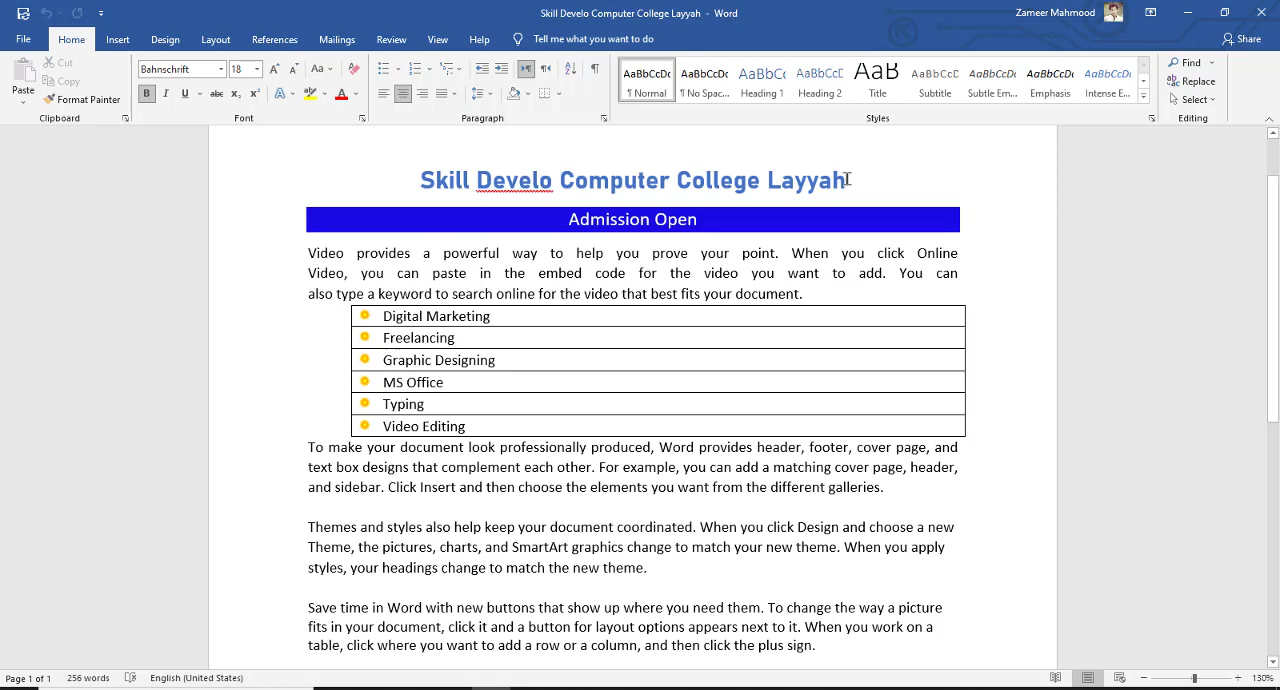 Skill Develo Computer College Layyah - Word
Zameer Mahmood
File Home Insert Design Layout References Mailings Review View Help Tell me what you want to do Share
Paste
Cut
Copy
Format Painter
Clipboard
Bahnschrift 18
Font
Paragraph
AaBbCcDc AaBbCcDc AaBbCc AaBbCcC AaB AaBbCcD AaBbCcDc AaBbCcDc AaBbCcDc
¶ Normal ¶ No Spac... Heading 1 Heading 2 Title Subtitle Subtle Em... Emphasis Intense E...
Styles
Find
Replace
Select
Editing
Skill Develo Computer College Layyah
Admission Open
Video provides a powerful way to help you prove your point. When you click Online
Video, you can paste in the embed code for the video you want to add. You can
also type a keyword to search online for the video that best fits your document.
Digital Marketing
Freelancing
Graphic Designing
MS Office
Typing
Video Editing
To make your document look professionally produced, Word provides header, footer, cover page, and
text box designs that complement each other. For example, you can add a matching cover page, header,
and sidebar. Click Insert and then choose the elements you want from the different galleries.
Themes and styles also help keep your document coordinated. When you click Design and choose a new
Theme, the pictures, charts, and SmartArt graphics change to match your new theme. When you apply
styles, your headings change to match the new theme.
Save time in Word with new buttons that show up where you need them. To change the way a picture
fits in your document, click it and a button for layout options appears next to it. When you work on a
table, click where you want to add a row or a column, and then click the plus sign.
Page 1 of 1 256 words English (United States) 130%